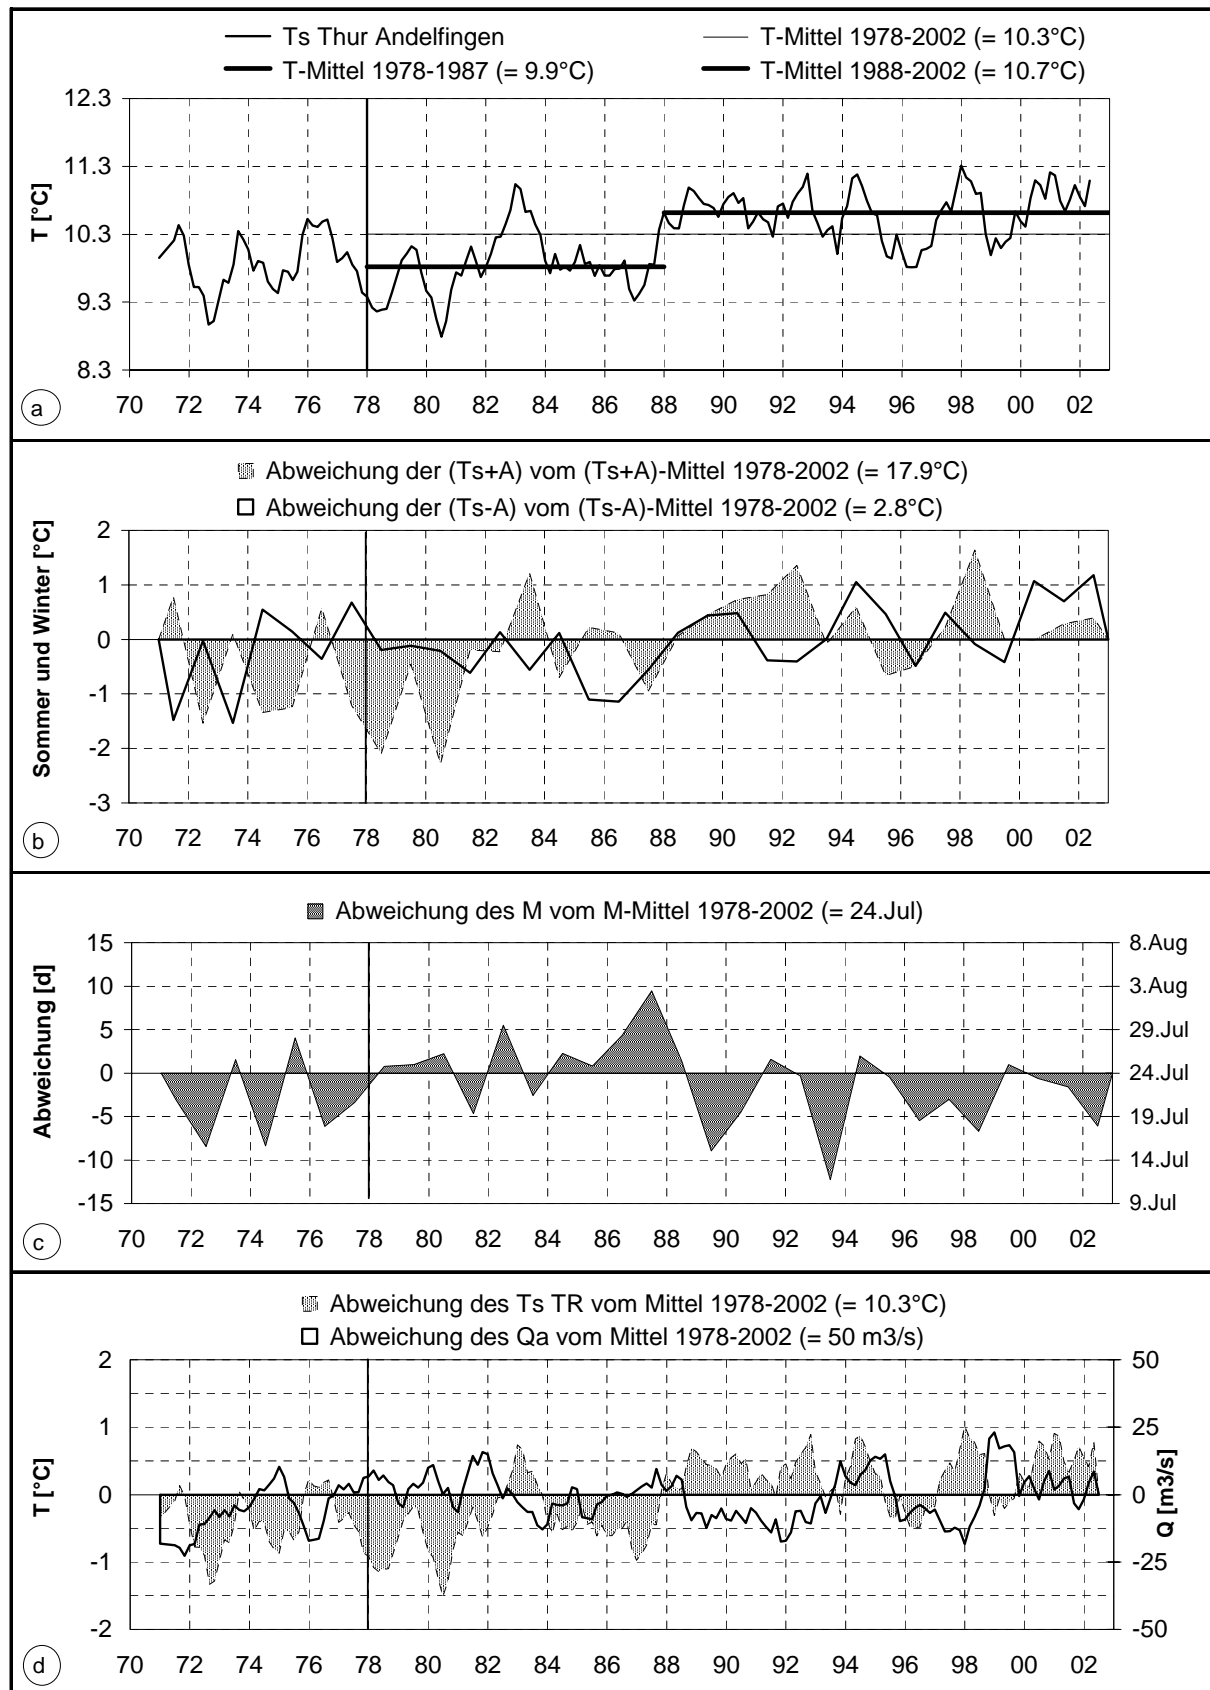 Ts Thur Andelfingen T-Mittel 1978-2002 (= 10.3°C)
T-Mittel 1978-1987 (= 9.9°C) T-Mittel 1988-2002 (= 10.7°C)
12.3
11.3
10.3
9.3
8.3
T [°C]
70 72 74 76 78 80 82 84 86 88 90 92 94 96 98 00 02
a
Abweichung der (Ts+A) vom (Ts+A)-Mittel 1978-2002 (= 17.9°C)
Abweichung der (Ts-A) vom (Ts-A)-Mittel 1978-2002 (= 2.8°C)
2
1
0
-1
-2
-3
Sommer und Winter [°C]
70 72 74 76 78 80 82 84 86 88 90 92 94 96 98 00 02
b
Abweichung des M vom M-Mittel 1978-2002 (= 24.Jul)
15 8.Aug
10 3.Aug
5 29.Jul
0 24.Jul
-5 19.Jul
-10 14.Jul
-15 9.Jul
Abweichung [d]
70 72 74 76 78 80 82 84 86 88 90 92 94 96 98 00 02
c
Abweichung des Ts TR vom Mittel 1978-2002 (= 10.3°C)
Abweichung des Qa vom Mittel 1978-2002 (= 50 m3/s)
2 50
1 25
0 0
-1 -25
-2 -50
T [°C]
Q [m3/s]
70 72 74 76 78 80 82 84 86 88 90 92 94 96 98 00 02
d